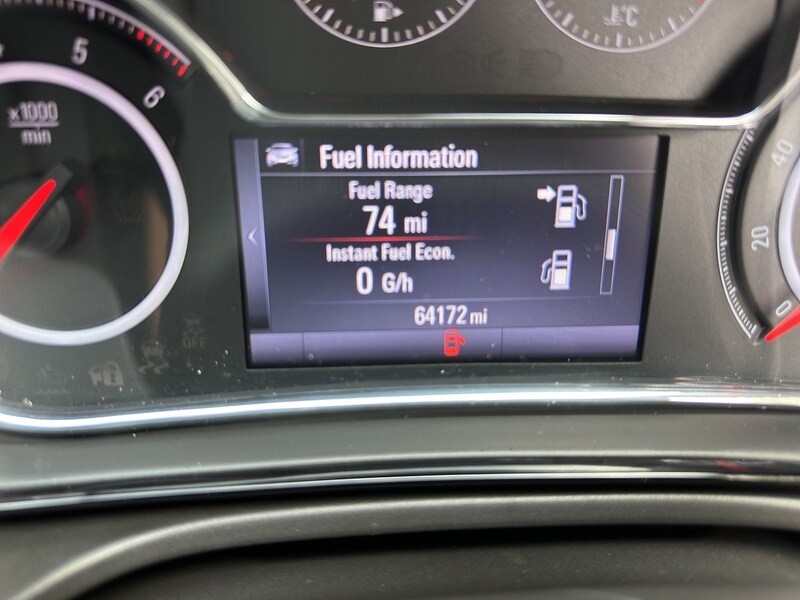 5
6
x1000
min
°C
Fuel Information
Fuel Range
74 mi
Instant Fuel Econ.
0 G/h
64172 mi
OFF
40
20
0